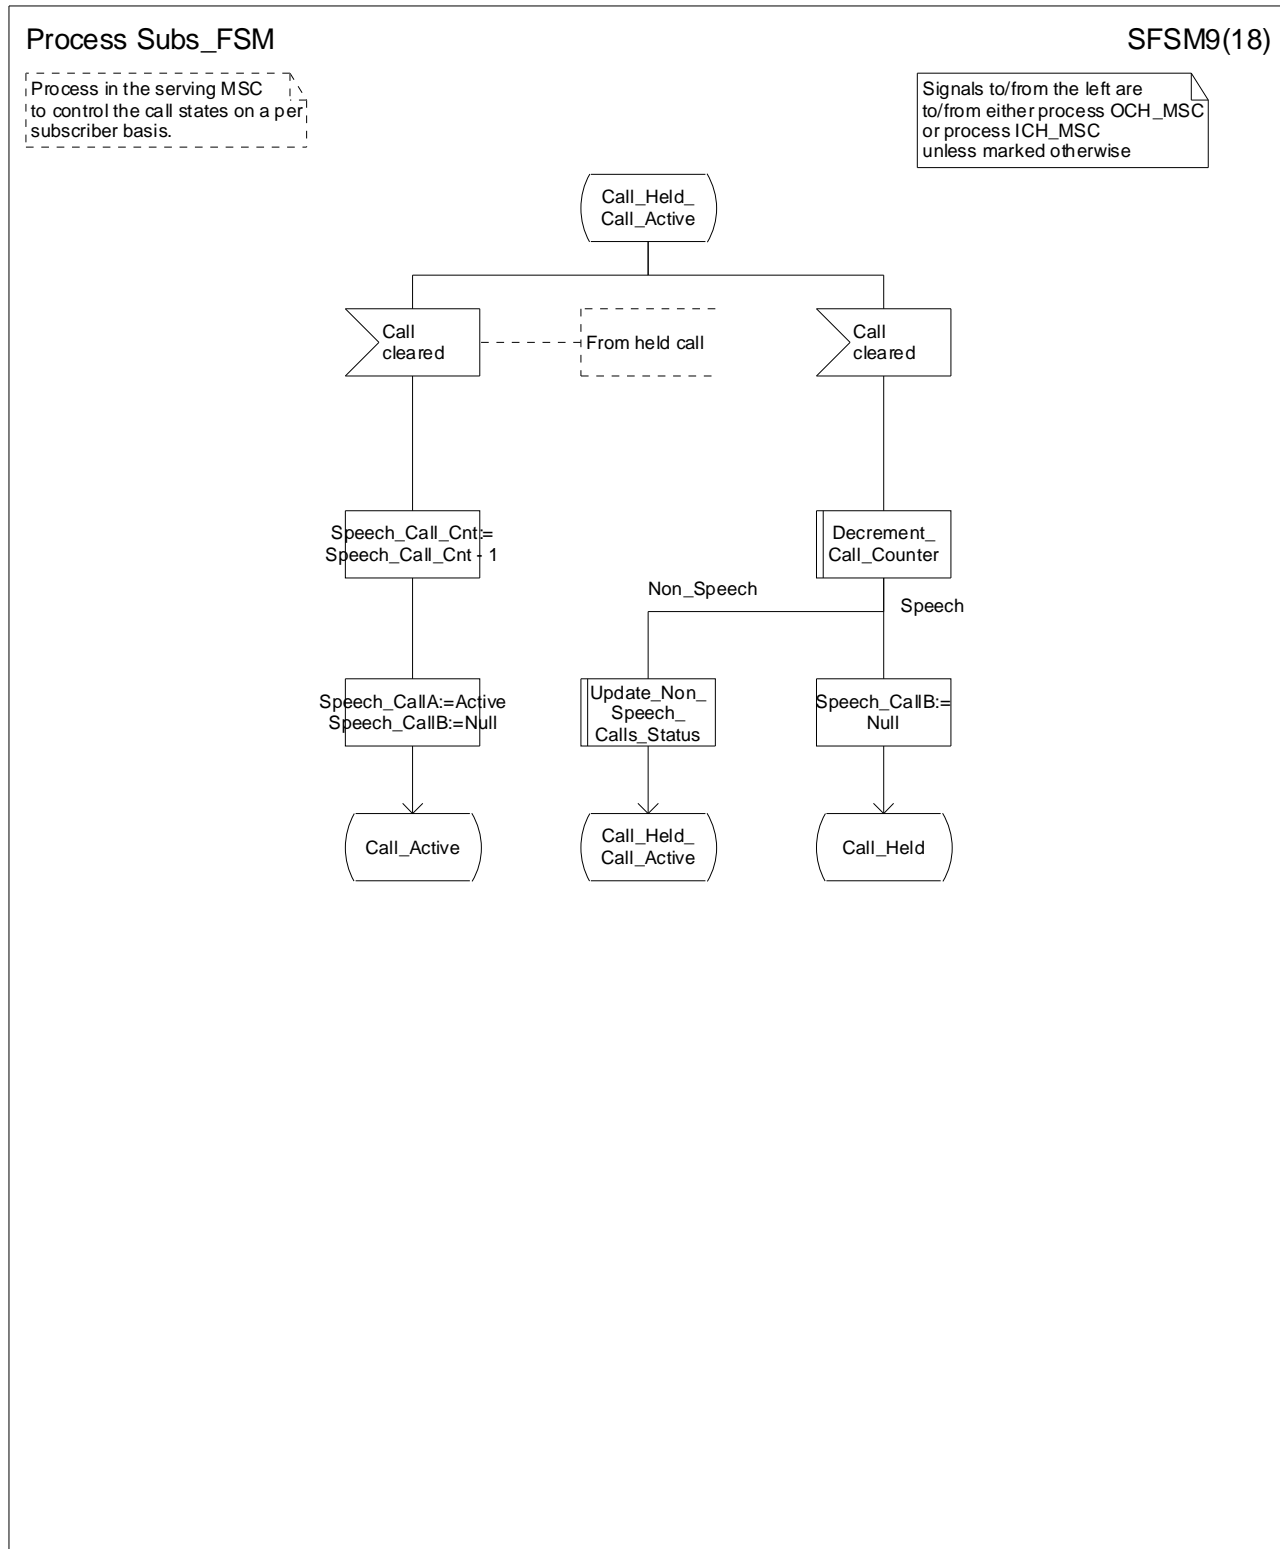 Process Subs_FSM
SFSM9(18)
Process in the serving MSC
to control the call states on a per
subscriber basis.
Signals to/from the left are
to/from either process OCH_MSC
or process ICH_MSC
unless marked otherwise
Call_Held_
Call_Active
Call
cleared
From held call
Call
cleared
Speech_Call_Cnt:=
Speech_Call_Cnt - 1
Decrement_
Call_Counter
Non_Speech
Speech
Speech_CallA:=Active
Speech_CallB:=Null
Update_Non_
Speech_
Calls_Status
Speech_CallB:=
Null
Call_Active
Call_Held_
Call_Active
Call_Held